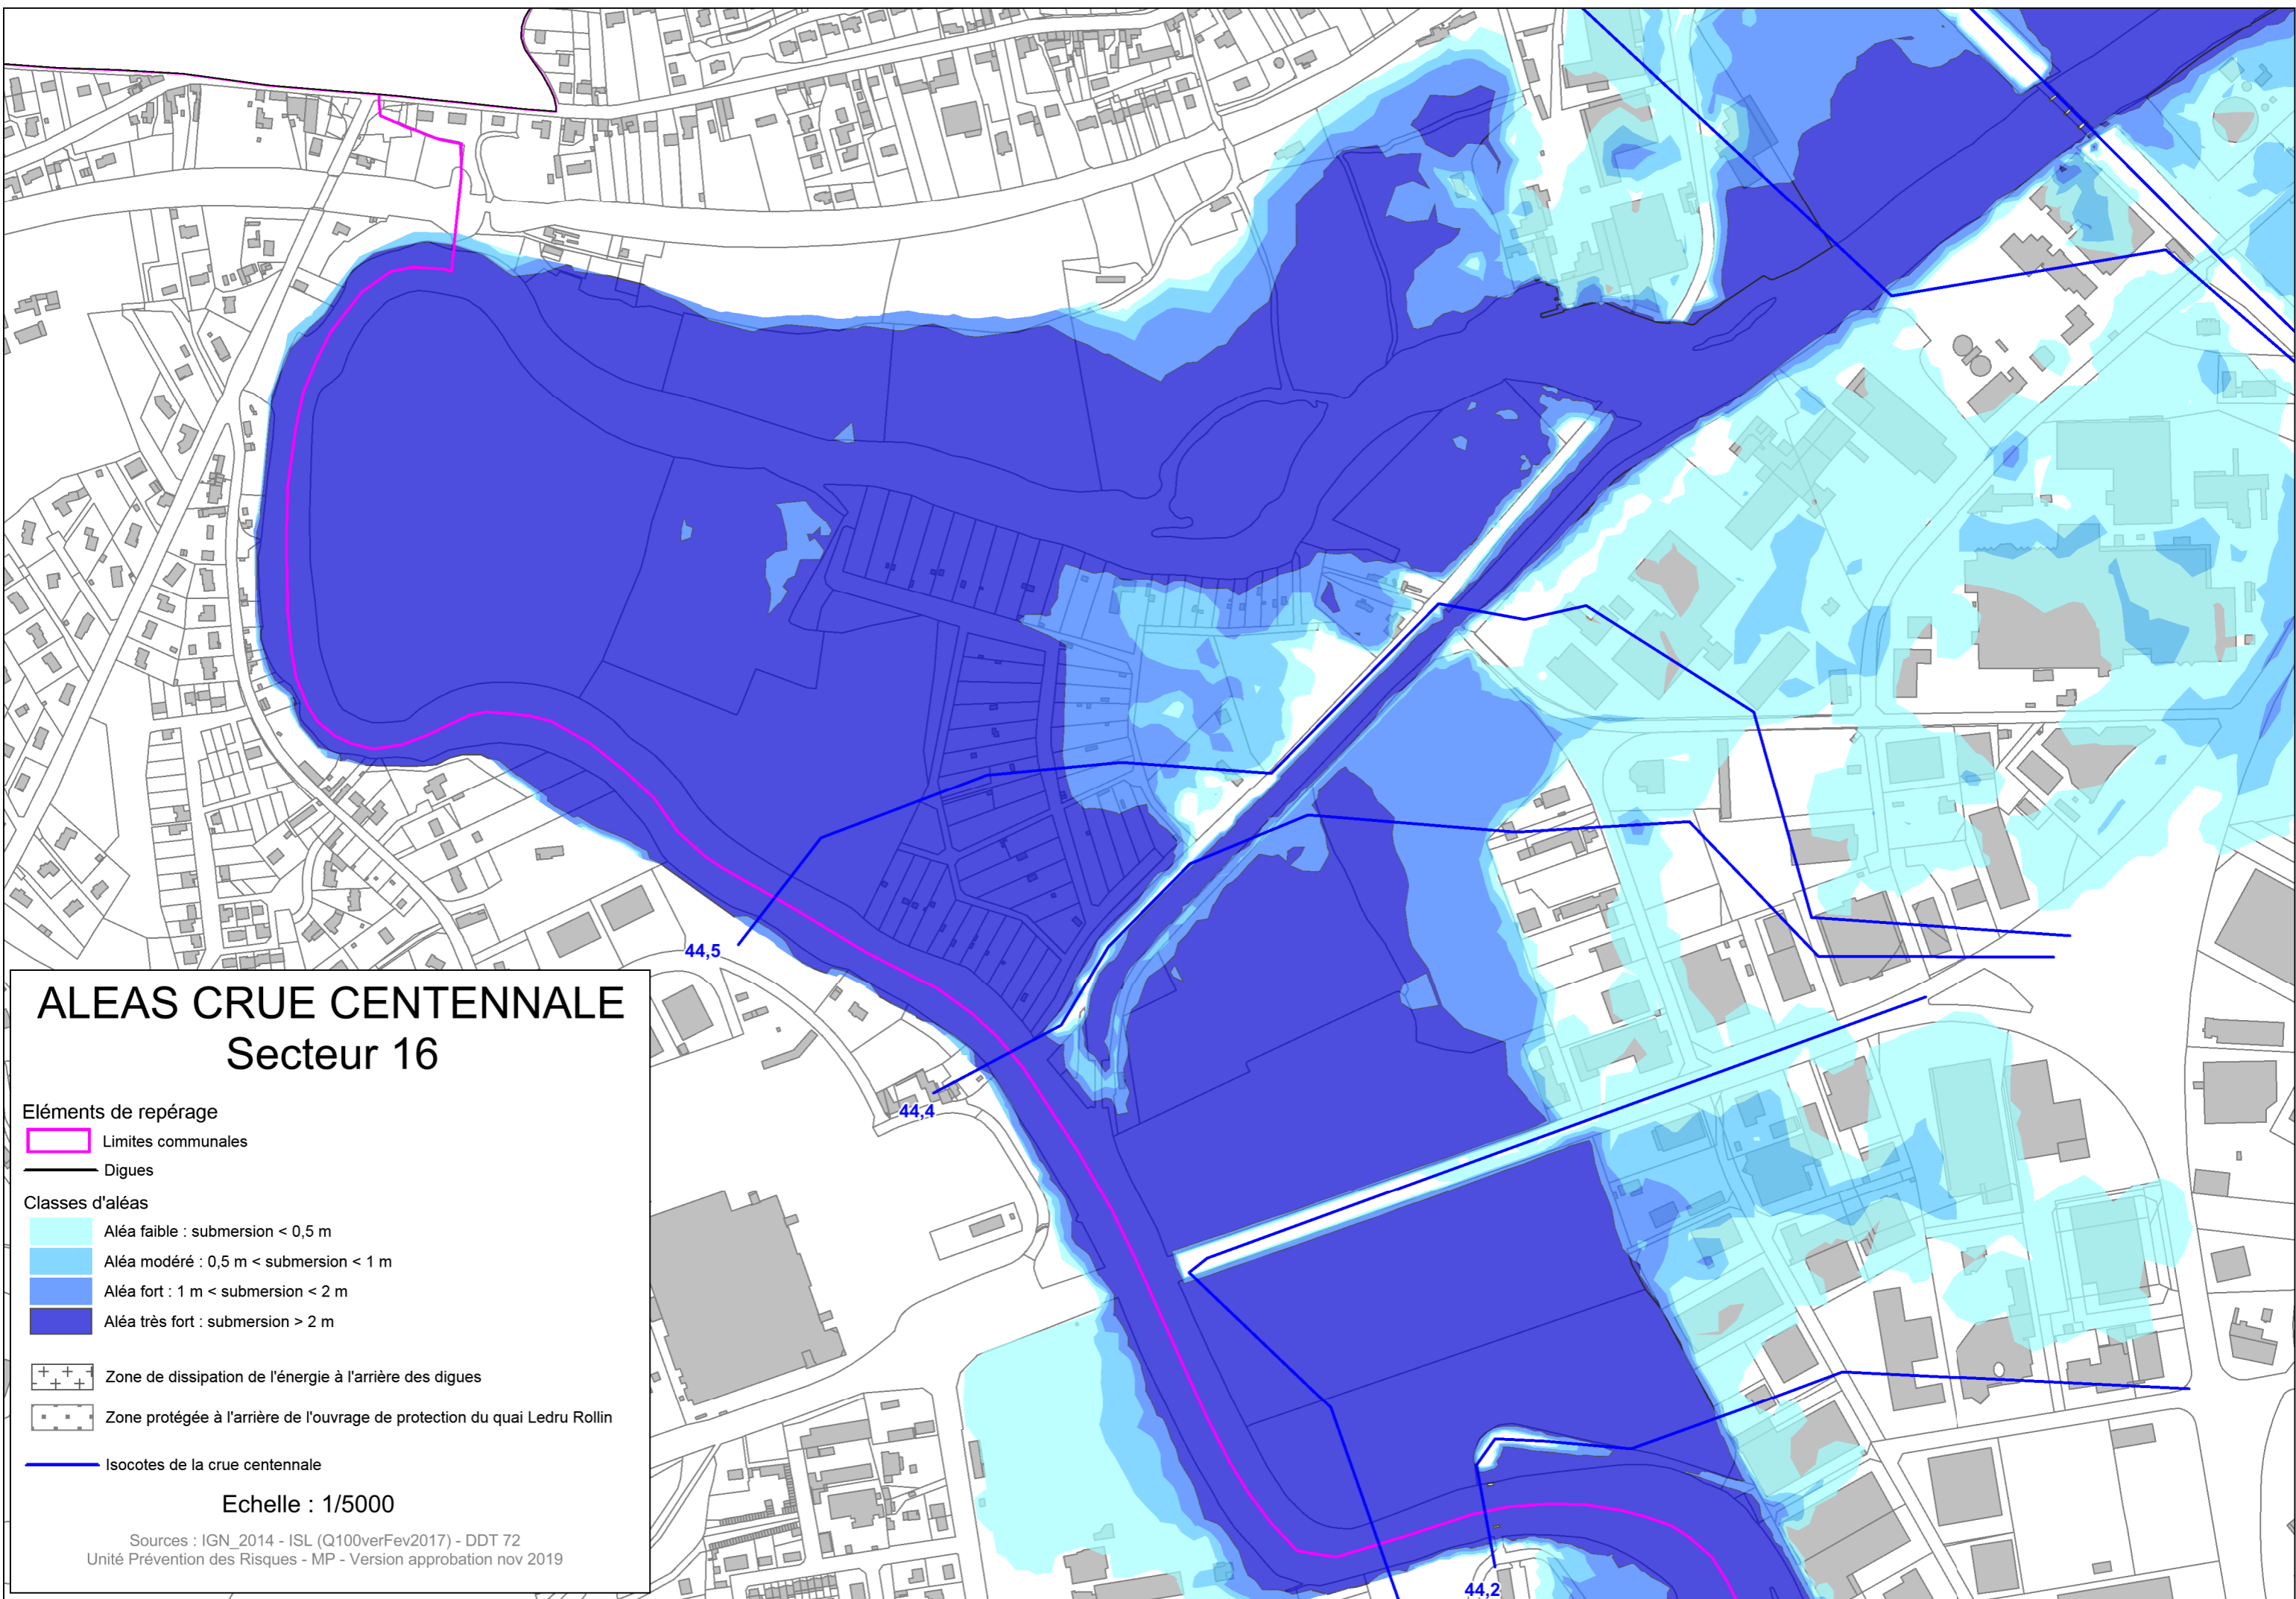 44,5
44,4
44,2
ALEAS CRUE CENTENNALE
Secteur 16
Eléments de repérage
Limites communales
Digues
Classes d'aléas
Aléa faible : submersion < 0,5 m
Aléa modéré : 0,5 m < submersion < 1 m
Aléa fort : 1 m < submersion < 2 m
Aléa très fort : submersion > 2 m
Zone de dissipation de l'énergie à l'arrière des digues
Zone protégée à l'arrière de l'ouvrage de protection du quai Ledru Rollin
Isocotes de la crue centennale
Echelle : 1/5000
Sources : IGN_2014 - ISL (Q100verFev2017) - DDT 72
Unité Prévention des Risques - MP - Version approbation nov 2019